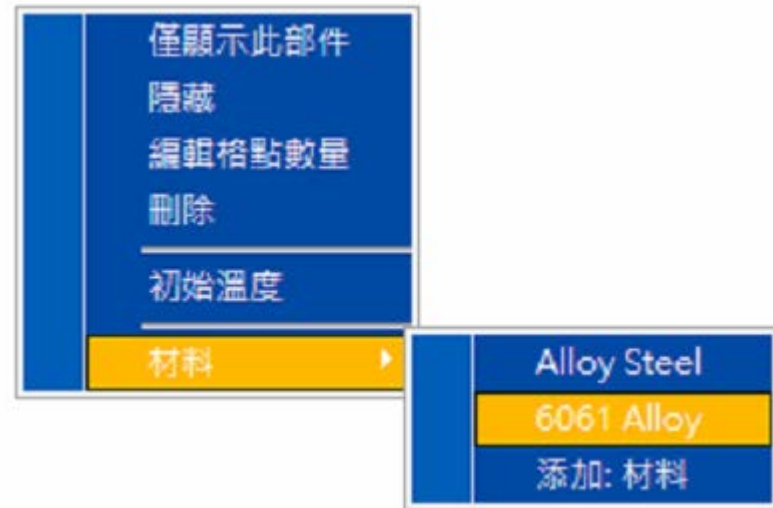 僅顯示此部件
隱藏
編輯格點數量
刪除
初始溫度
材料
Alloy Steel
6061 Alloy
添加: 材料